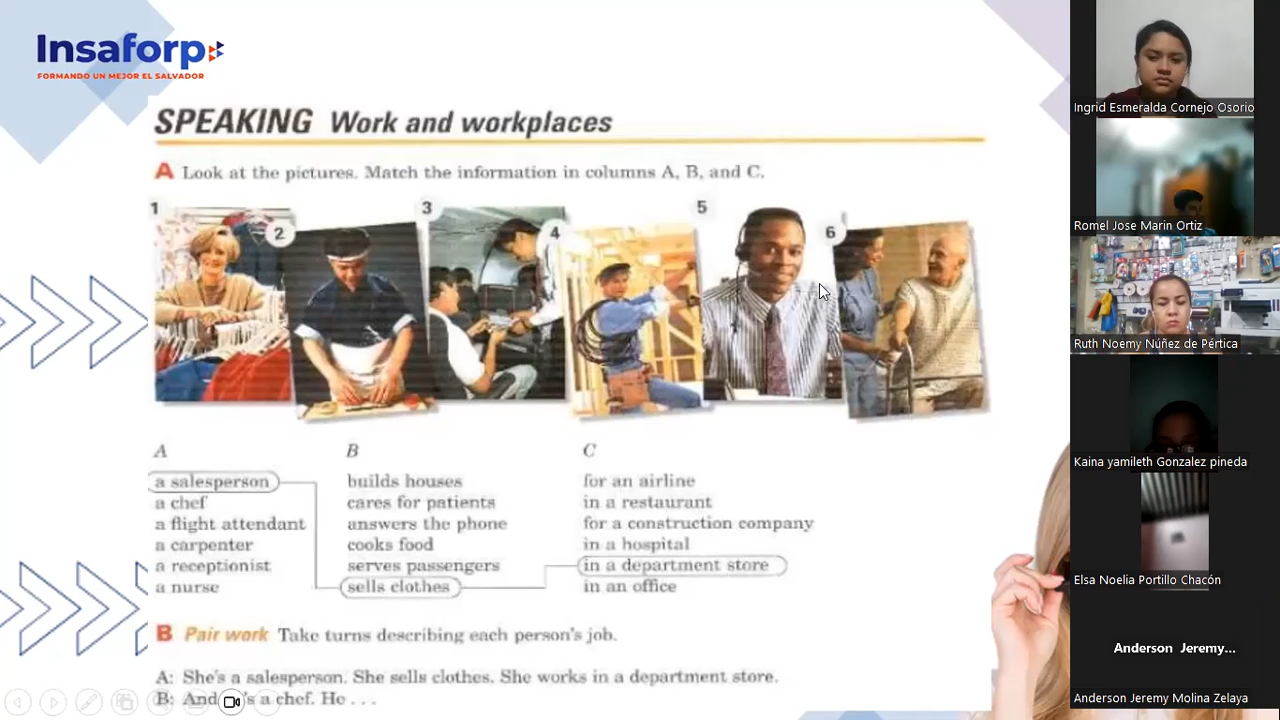 Insaforp
FORMANDO UN MEJOR EL SALVADOR
SPEAKING Work and workplaces
A Look at the pictures. Match the information in columns A, B, and C.
1
2
3
4
5
6
A B C
a salesperson builds houses for an airline
a chef cares for patients in a restaurant
a flight attendant answers the phone for a construction company
a carpenter cooks food in a hospital
a receptionist serves passengers in a department store
a nurse sells clothes in an office
B Pair work Take turns describing each person's job.
A: She's a salesperson. She sells clothes. She works in a department store.
B: And 's a chef. He . . .
Ingrid Esmeralda Cornejo Osorio
Romel Jose Marin Ortiz
Ruth Noemy Núñez de Pértica
Kaina yamileth Gonzalez pineda
Elsa Noelia Portillo Chacón
Anderson Jeremy...
Anderson Jeremy Molina Zelaya